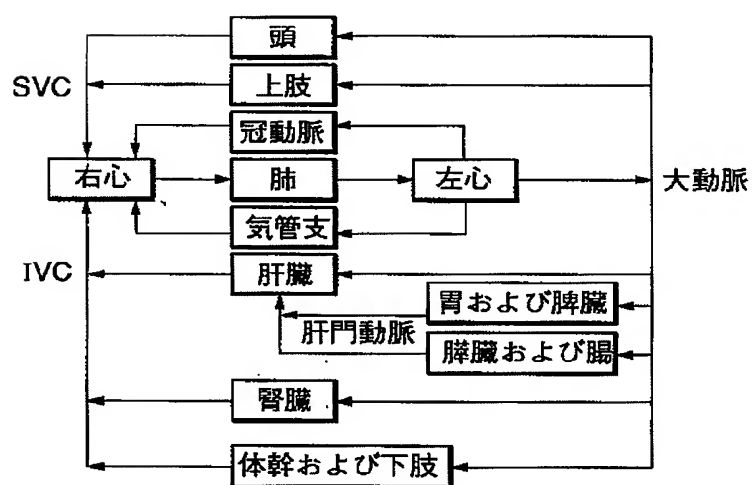 頭
SVC
上肢
冠動脈
右心
肺
左心
大動脈
気管支
IVC
肝臓
胃および脾臓
肝門動脈
膵臓および腸
腎臓
体幹および下肢